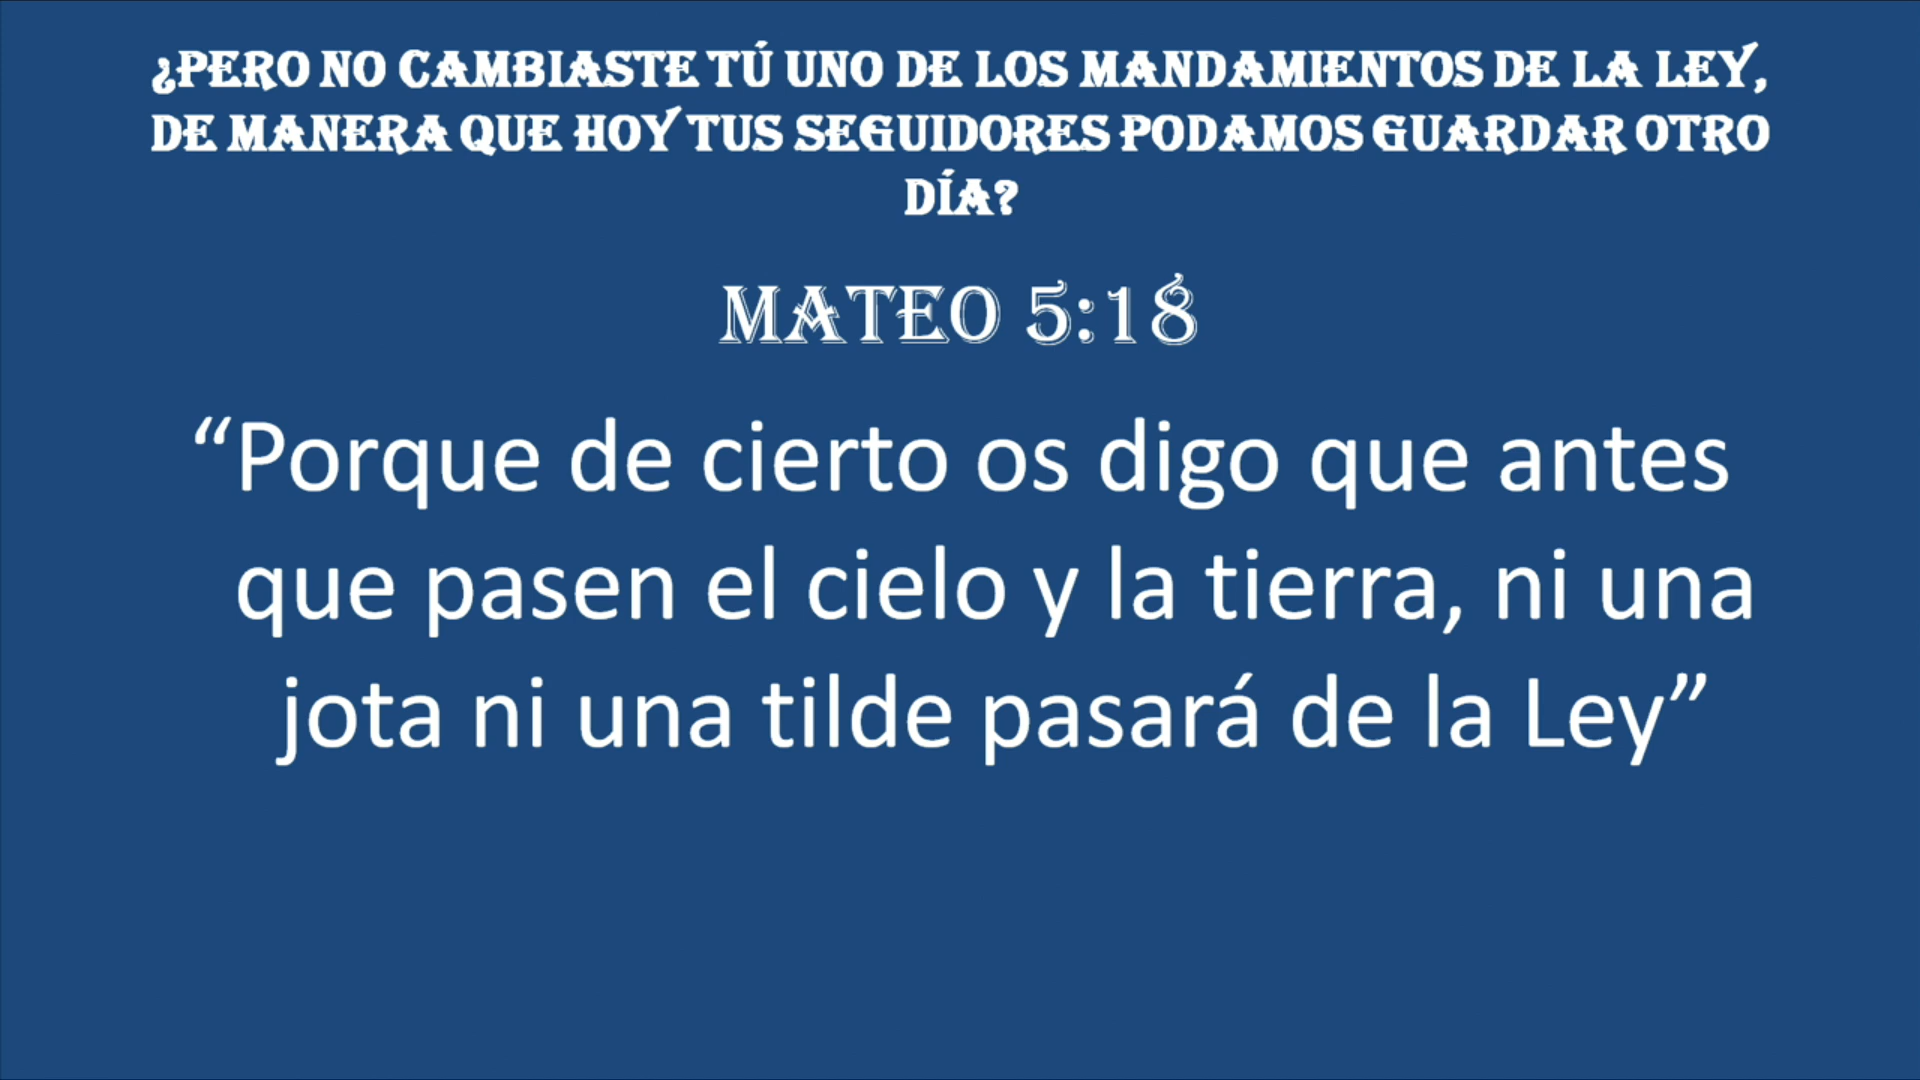 ¿PERO NO CAMBIASTE TÚ UNO DE LOS MANDAMIENTOS DE LA LEY,
DE MANERA QUE HOY TUS SEGUIDORES PODAMOS GUARDAR OTRO
DÍA?
MATEO 5:18
“Porque de cierto os digo que antes
que pasen el cielo y la tierra, ni una
jota ni una tilde pasará de la Ley”